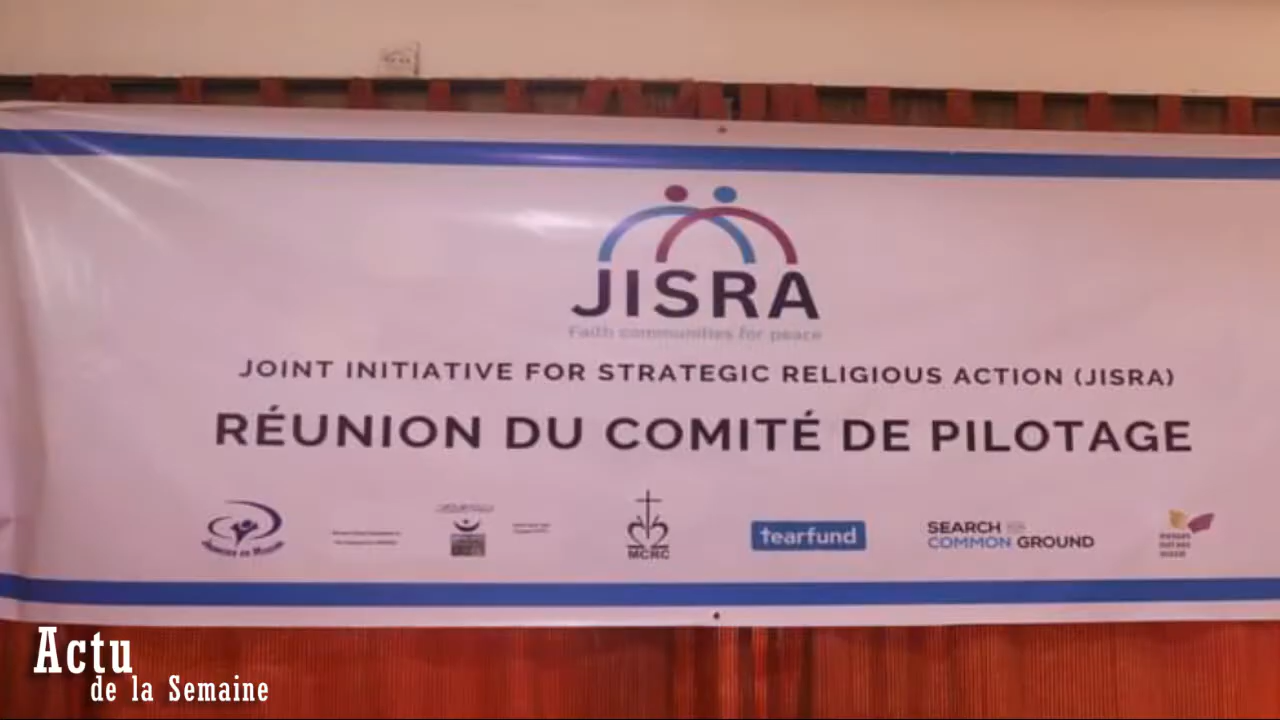 JISRA
Faith communities for peace
JOINT INITIATIVE FOR STRATEGIC RELIGIOUS ACTION (JISRA)
RÉUNION DU COMITÉ DE PILOTAGE
MCRC
tearfund
SEARCH FOR
COMMON GROUND
Actu
de la Semaine